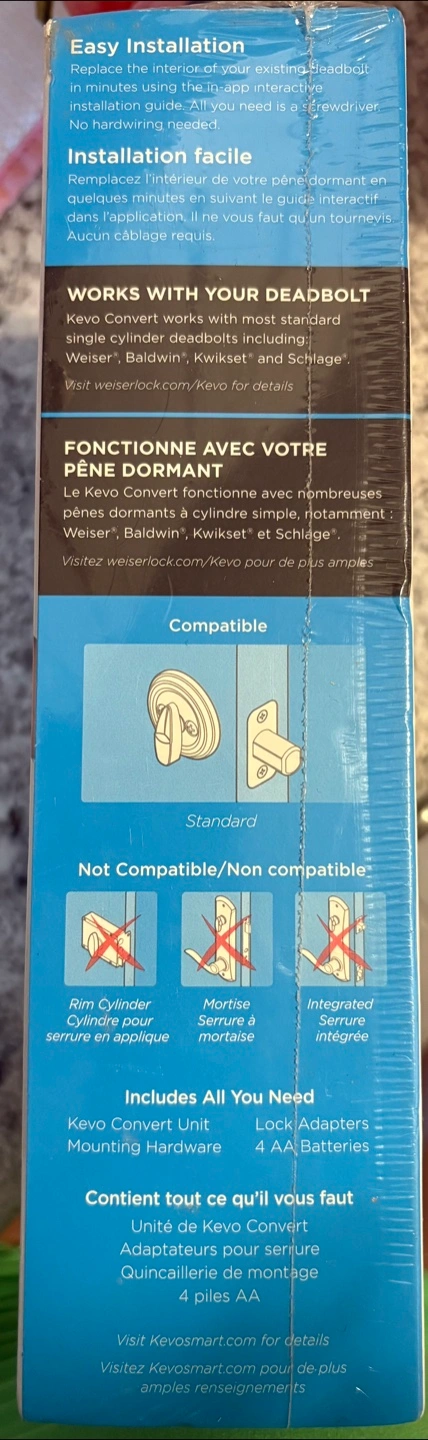 Easy Installation
Replace the interior of your existing deadbolt
in minutes using the in-app interactive
installation guide. All you need is a screwdriver.
No hardwiring needed.
Installation facile
Remplacez l'intérieur de votre pêne dormant en
quelques minutes en suivant le guide interactif
dans l'application. Il ne vous faut qu'un tournevis
Aucun câblage requis.
WORKS WITH YOUR DEADBOLT
Kevo Convert works with most standard
single cylinder deadbolts including:
Weiser®, Baldwin®, Kwikset® and Schlage®.
Visit weiserlock.com/Kevo for details
FONCTIONNE AVEC VOTRE
PÊNE DORMANT
Le Kevo Convert fonctionne avec nombreuses
pênes dormants à cylindre simple, notamment :
Weiser®, Baldwin®, Kwikset® et Schlage®.
Visitez weiserlock.com/Kevo pour de plus amples
Compatible
Standard
Not Compatible/Non compatible
Rim Cylinder
Cylindre pour
serrure en applique
Mortise
Serrure à
mortaise
Integrated
Serrure
intégrée
Includes All You Need
Kevo Convert Unit Lock Adapters
Mounting Hardware 4 AA Batteries
Contient tout ce qu'il vous faut
Unité de Kevo Convert
Adaptateurs pour serrure
Quincaillerie de montage
4 piles AA
Visit Kevosmart.com for details
Visitez Kevosmart.com pour de plus
amples renseignements